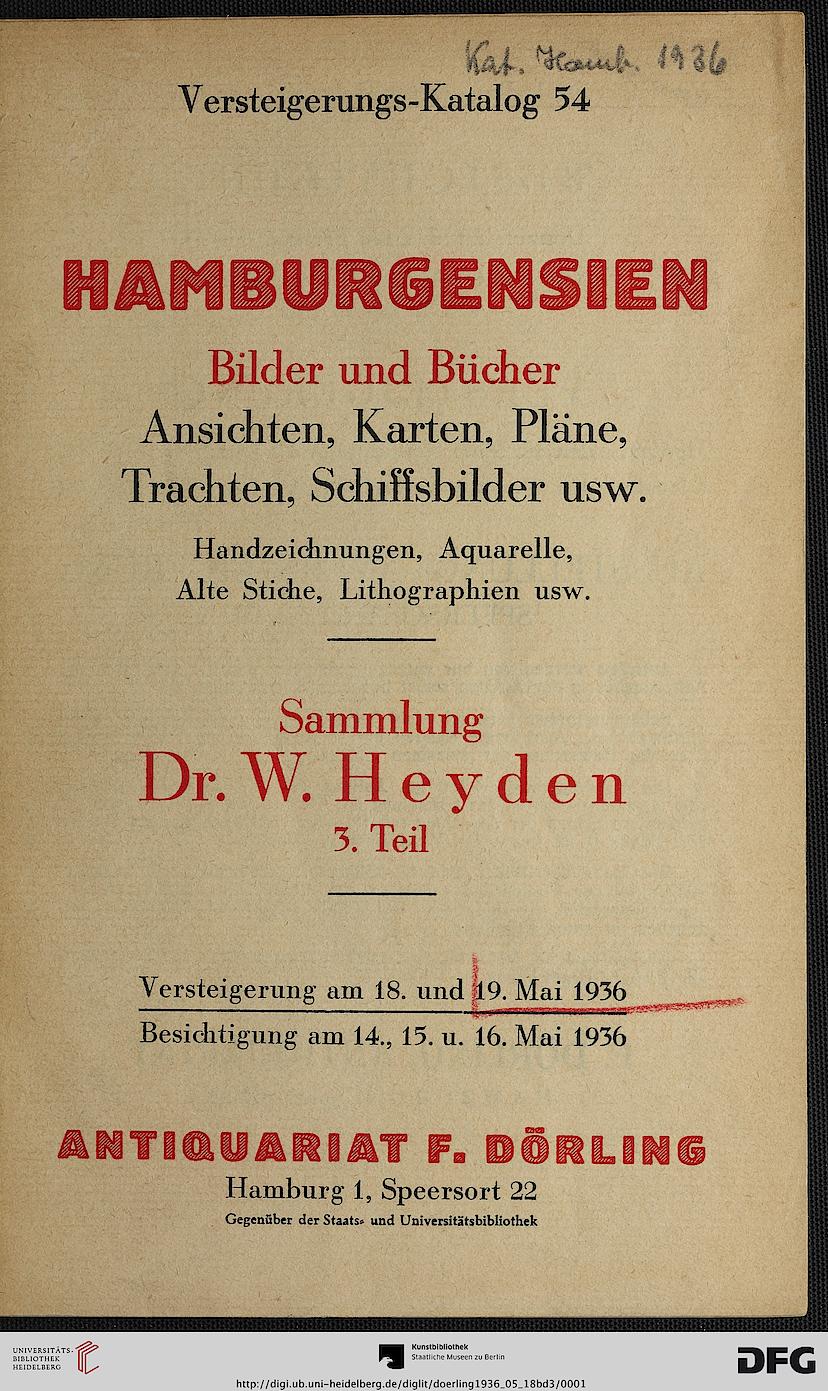 Kat. Hamb. 1936
Versteigerungs-Katalog 54
HAMBURGENSIEN
Bilder und Bücher
Ansichten, Karten, Pläne,
Trachten, Schiffsbilder usw.
Handzeichnungen, Aquarelle,
Alte Stiche, Lithographien usw.
Sammlung
Dr. W. Heyden
3. Teil
Versteigerung am 18. und 19. Mai 1936
Besichtigung am 14., 15. u. 16. Mai 1936
ANTIQUARIAT F. DÖRLING
Hamburg 1, Speersort 22
Gegenüber der Staats- und Universitätsbibliothek
UNIVERSITÄTS-
BIBLIOTHEK
HEIDELBERG
Kunstbibliothek
Staatliche Museen zu Berlin
DFG
http://digi.ub.uni-heidelberg.de/diglit/doerling1936_05_18bd3/0001